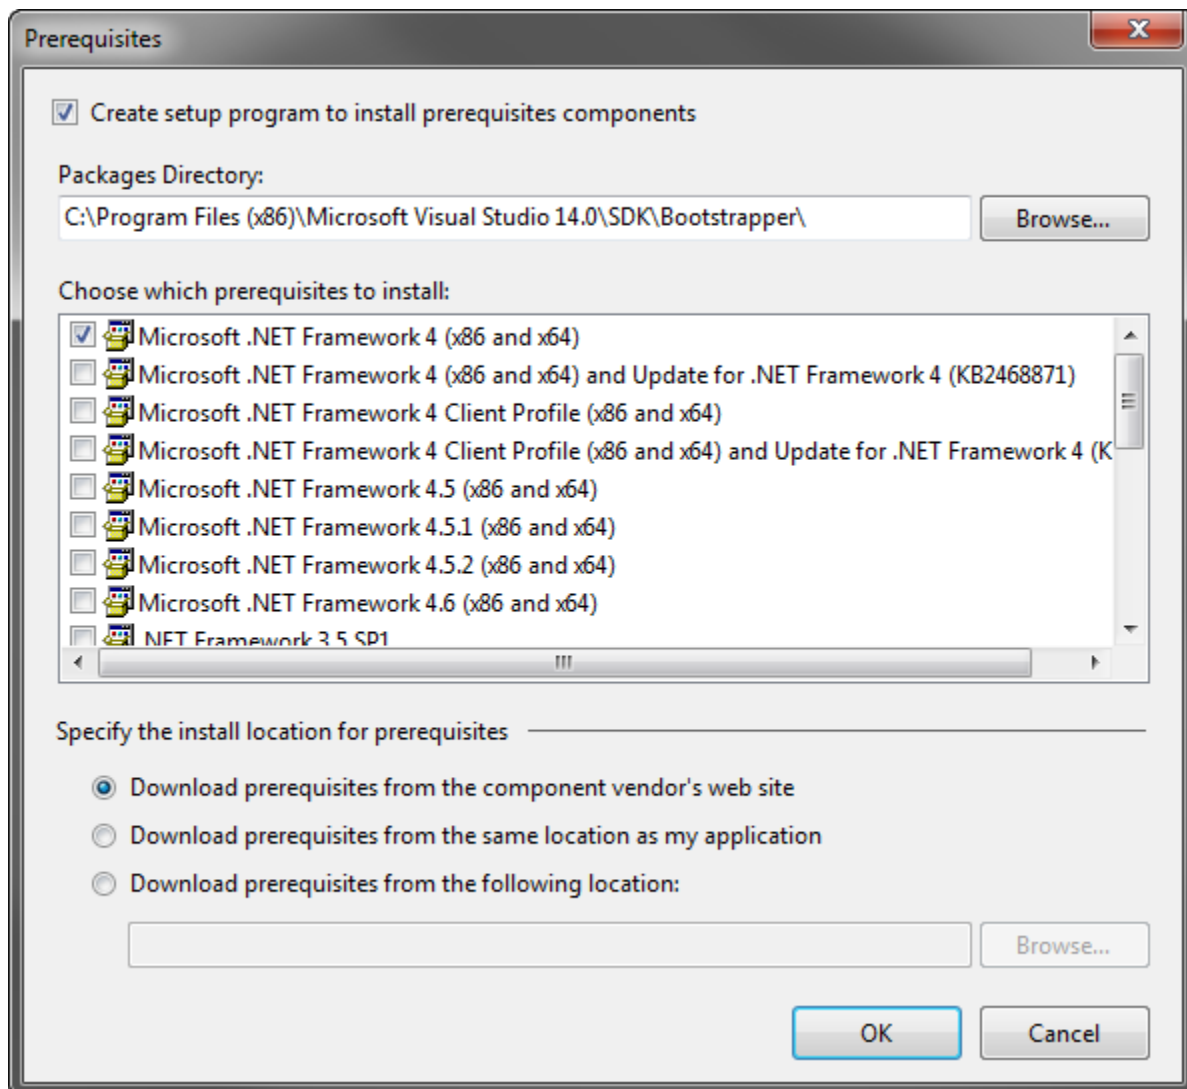 Prerequisites
Create setup program to install prerequisites components
Packages Directory:
C:\Program Files (x86)\Microsoft Visual Studio 14.0\SDK\Bootstrapper\
Browse...
Choose which prerequisites to install:
Microsoft .NET Framework 4 (x86 and x64)
Microsoft .NET Framework 4 (x86 and x64) and Update for .NET Framework 4 (KB2468871)
Microsoft .NET Framework 4 Client Profile (x86 and x64)
Microsoft .NET Framework 4 Client Profile (x86 and x64) and Update for .NET Framework 4 (K
Microsoft .NET Framework 4.5 (x86 and x64)
Microsoft .NET Framework 4.5.1 (x86 and x64)
Microsoft .NET Framework 4.5.2 (x86 and x64)
Microsoft .NET Framework 4.6 (x86 and x64)
.NET Framework 3.5 SP1
Specify the install location for prerequisites
Download prerequisites from the component vendor's web site
Download prerequisites from the same location as my application
Download prerequisites from the following location:
Browse...
OK
Cancel